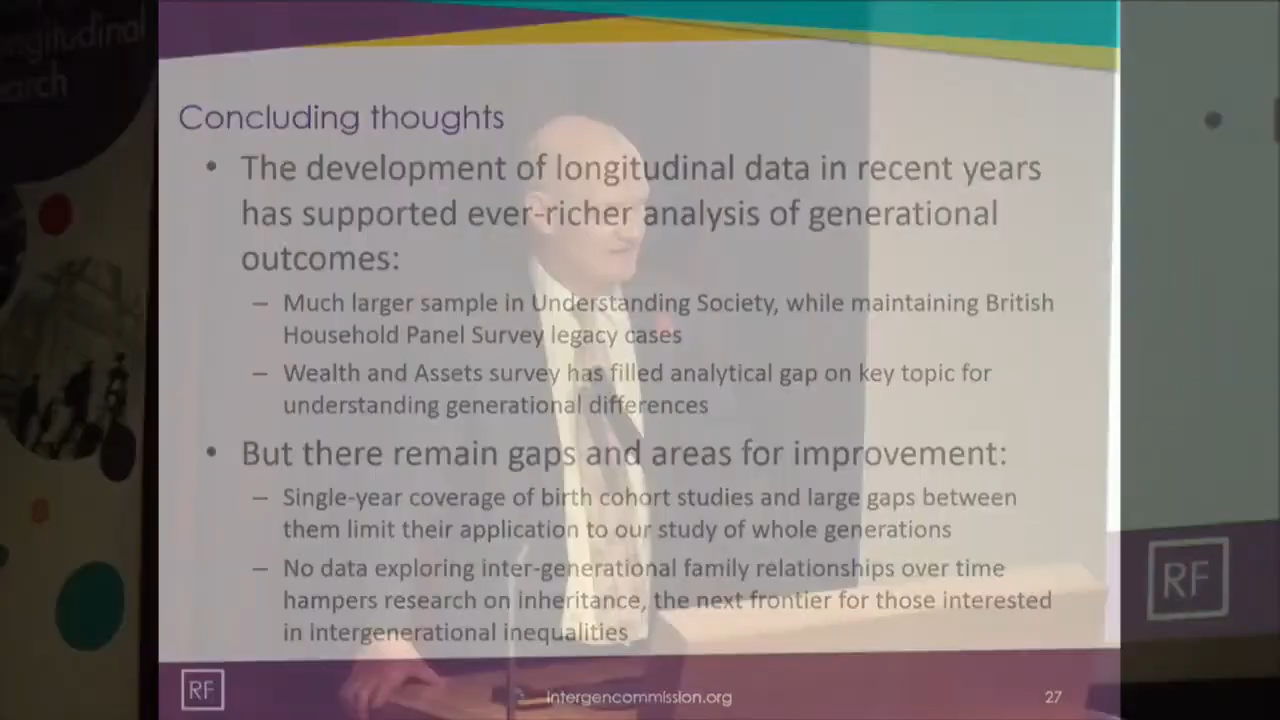 ngitudinal
arch
Concluding thoughts
• The development of longitudinal data in recent years
has supported ever-richer analysis of generational
outcomes:
– Much larger sample in Understanding Society, while maintaining British
Household Panel Survey legacy cases
– Wealth and Assets survey has filled analytical gap on key topic for
understanding generational differences
• But there remain gaps and areas for improvement:
– Single-year coverage of birth cohort studies and large gaps between
them limit their application to our study of whole generations
– No data exploring inter-generational family relationships over time
hampers research on inheritance, the next frontier for those interested
in intergenerational inequalities
RF
RF
intergencommission.org
27